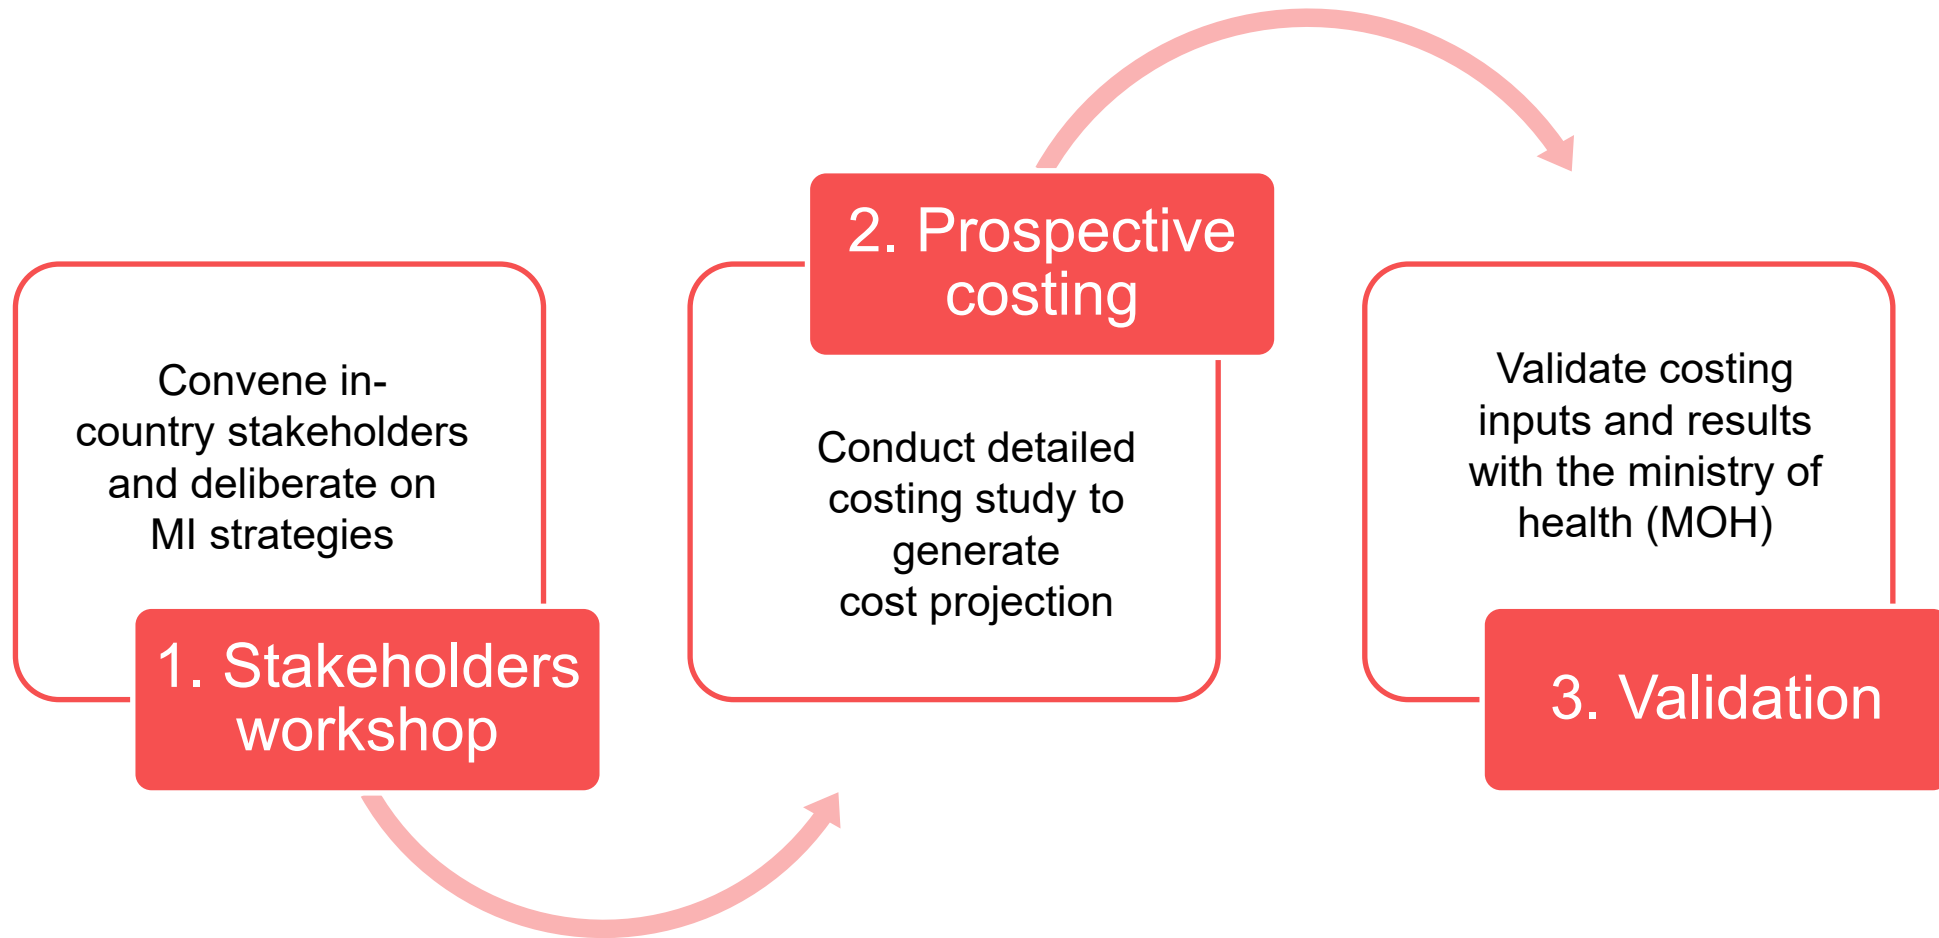 Convene in-
country stakeholders
and deliberate on
MI strategies
1. Stakeholders
workshop
2. Prospective
costing
Conduct detailed
costing study to
generate
cost projection
Validate costing
inputs and results
with the ministry of
health (MOH)
3. Validation